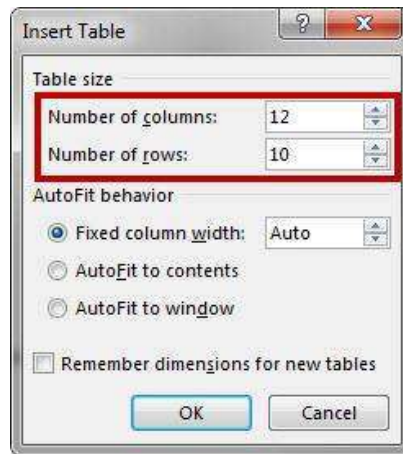 Insert Table ? X
Table size
Number of columns: 12
Number of rows: 10
AutoFit behavior
Fixed column width: Auto
AutoFit to contents
AutoFit to window
Remember dimensions for new tables
OK Cancel